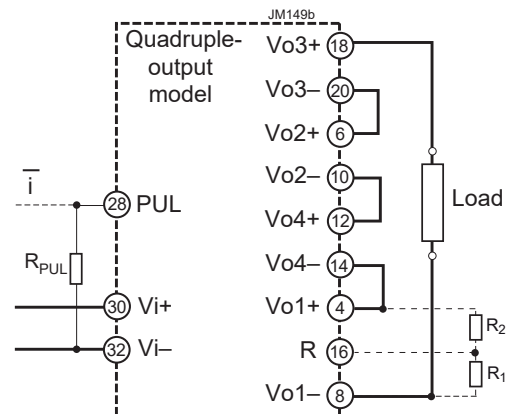 JM149b
Quadruple-
output
model
Vo3+ 18
Vo3– 20
Vo2+ 6
Vo2– 10
Vo4+ 12
Vo4– 14
Vo1+ 4
R 16
Vo1– 8
i
28 PUL
RPUL
30 Vi+
32 Vi–
Load
R2
R1